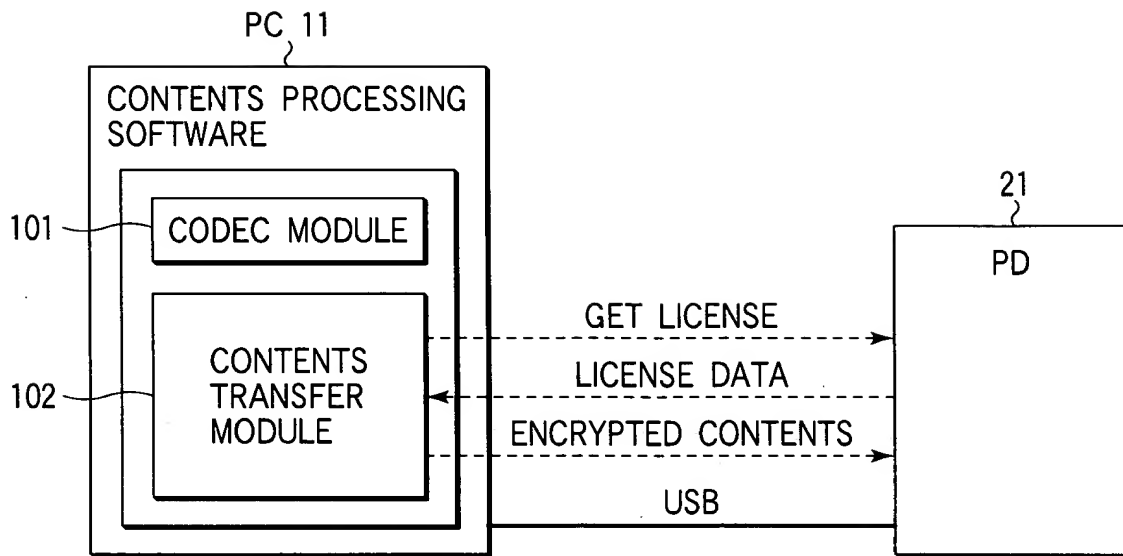 PC 11
CONTENTS PROCESSING
SOFTWARE
101
CODEC MODULE
102
CONTENTS
TRANSFER
MODULE
GET LICENSE
LICENSE DATA
ENCRYPTED CONTENTS
USB
21
PD